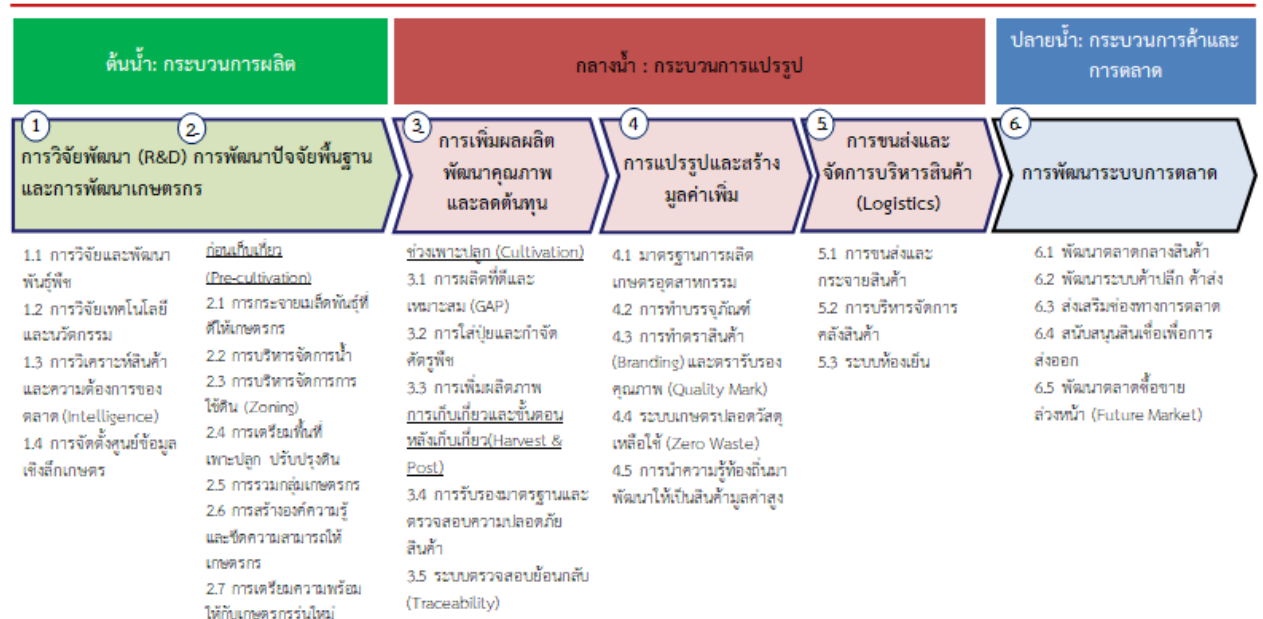 ต้นน้ำ: กระบวนการผลิต
กลางน้ำ : กระบวนการแปรรูป
ปลายน้ำ: กระบวนการค้าและ
การตลาด
1
การวิจัยพัฒนา (R&D)
และการพัฒนาเกษตรกร
2
การพัฒนาปัจจัยพื้นฐาน
3
การเพิ่มผลผลิต
พัฒนาคุณภาพ
และลดต้นทุน
4
การแปรรูปและสร้าง
มูลค่าเพิ่ม
5
การขนส่งและ
จัดการบริหารสินค้า
(Logistics)
6
การพัฒนาระบบการตลาด
1.1 การวิจัยและพัฒนา
พันธุ์พืช
1.2 การวิจัยเทคโนโลยี
และนวัตกรรม
1.3 การวิเคราะห์สินค้า
และความต้องการของ
ตลาด (Intelligence)
1.4 การจัดตั้งศูนย์ข้อมูล
เชิงลึกเกษตร
ก่อนเก็บเกี่ยว
(Pre-cultivation)
2.1 การกระจายเมล็ดพันธุ์ที่
ดีให้เกษตรกร
2.2 การบริหารจัดการน้ำ
2.3 การบริหารจัดการการ
ใช้ดิน (Zoning)
2.4 การเตรียมพื้นที่
เพาะปลูก ปรับปรุงดิน
2.5 การรวมกลุ่มเกษตรกร
2.6 การสร้างองค์ความรู้
และขีดความสามารถให้
เกษตรกร
2.7 การเตรียมความพร้อม
ให้กับเกษตรกรรุ่นใหม่
ช่วงเพาะปลูก (Cultivation)
3.1 การผลิตที่ดีและ
เหมาะสม (GAP)
3.2 การใส่ปุ๋ยและกำจัด
ศัตรูพืช
3.3 การเพิ่มผลิตภาพ
การเก็บเกี่ยวและขั้นตอน
หลังเก็บเกี่ยว(Harvest &
Post)
3.4 การรับรองมาตรฐานและ
ตรวจสอบความปลอดภัย
สินค้า
3.5 ระบบตรวจสอบย้อนกลับ
(Traceability)
4.1 มาตรฐานการผลิต
เกษตรอุตสาหกรรม
4.2 การทำบรรจุภัณฑ์
4.3 การทำตราสินค้า
(Branding) และตรารับรอง
คุณภาพ (Quality Mark)
4.4 ระบบเกษตรปลอดวัสดุ
เหลือใช้ (Zero Waste)
4.5 การนำความรู้ท้องถิ่นมา
พัฒนาให้เป็นสินค้ามูลค่าสูง
5.1 การขนส่งและ
กระจายสินค้า
5.2 การบริหารจัดการ
คลังสินค้า
5.3 ระบบห้องเย็น
6.1 พัฒนาตลาดกลางสินค้า
6.2 พัฒนาระบบค้าปลีก ค้าส่ง
6.3 ส่งเสริมช่องทางการตลาด
6.4 สนับสนุนสินเชื่อเพื่อการ
ส่งออก
6.5 พัฒนาตลาดซื้อขาย
ล่วงหน้า (Future Market)